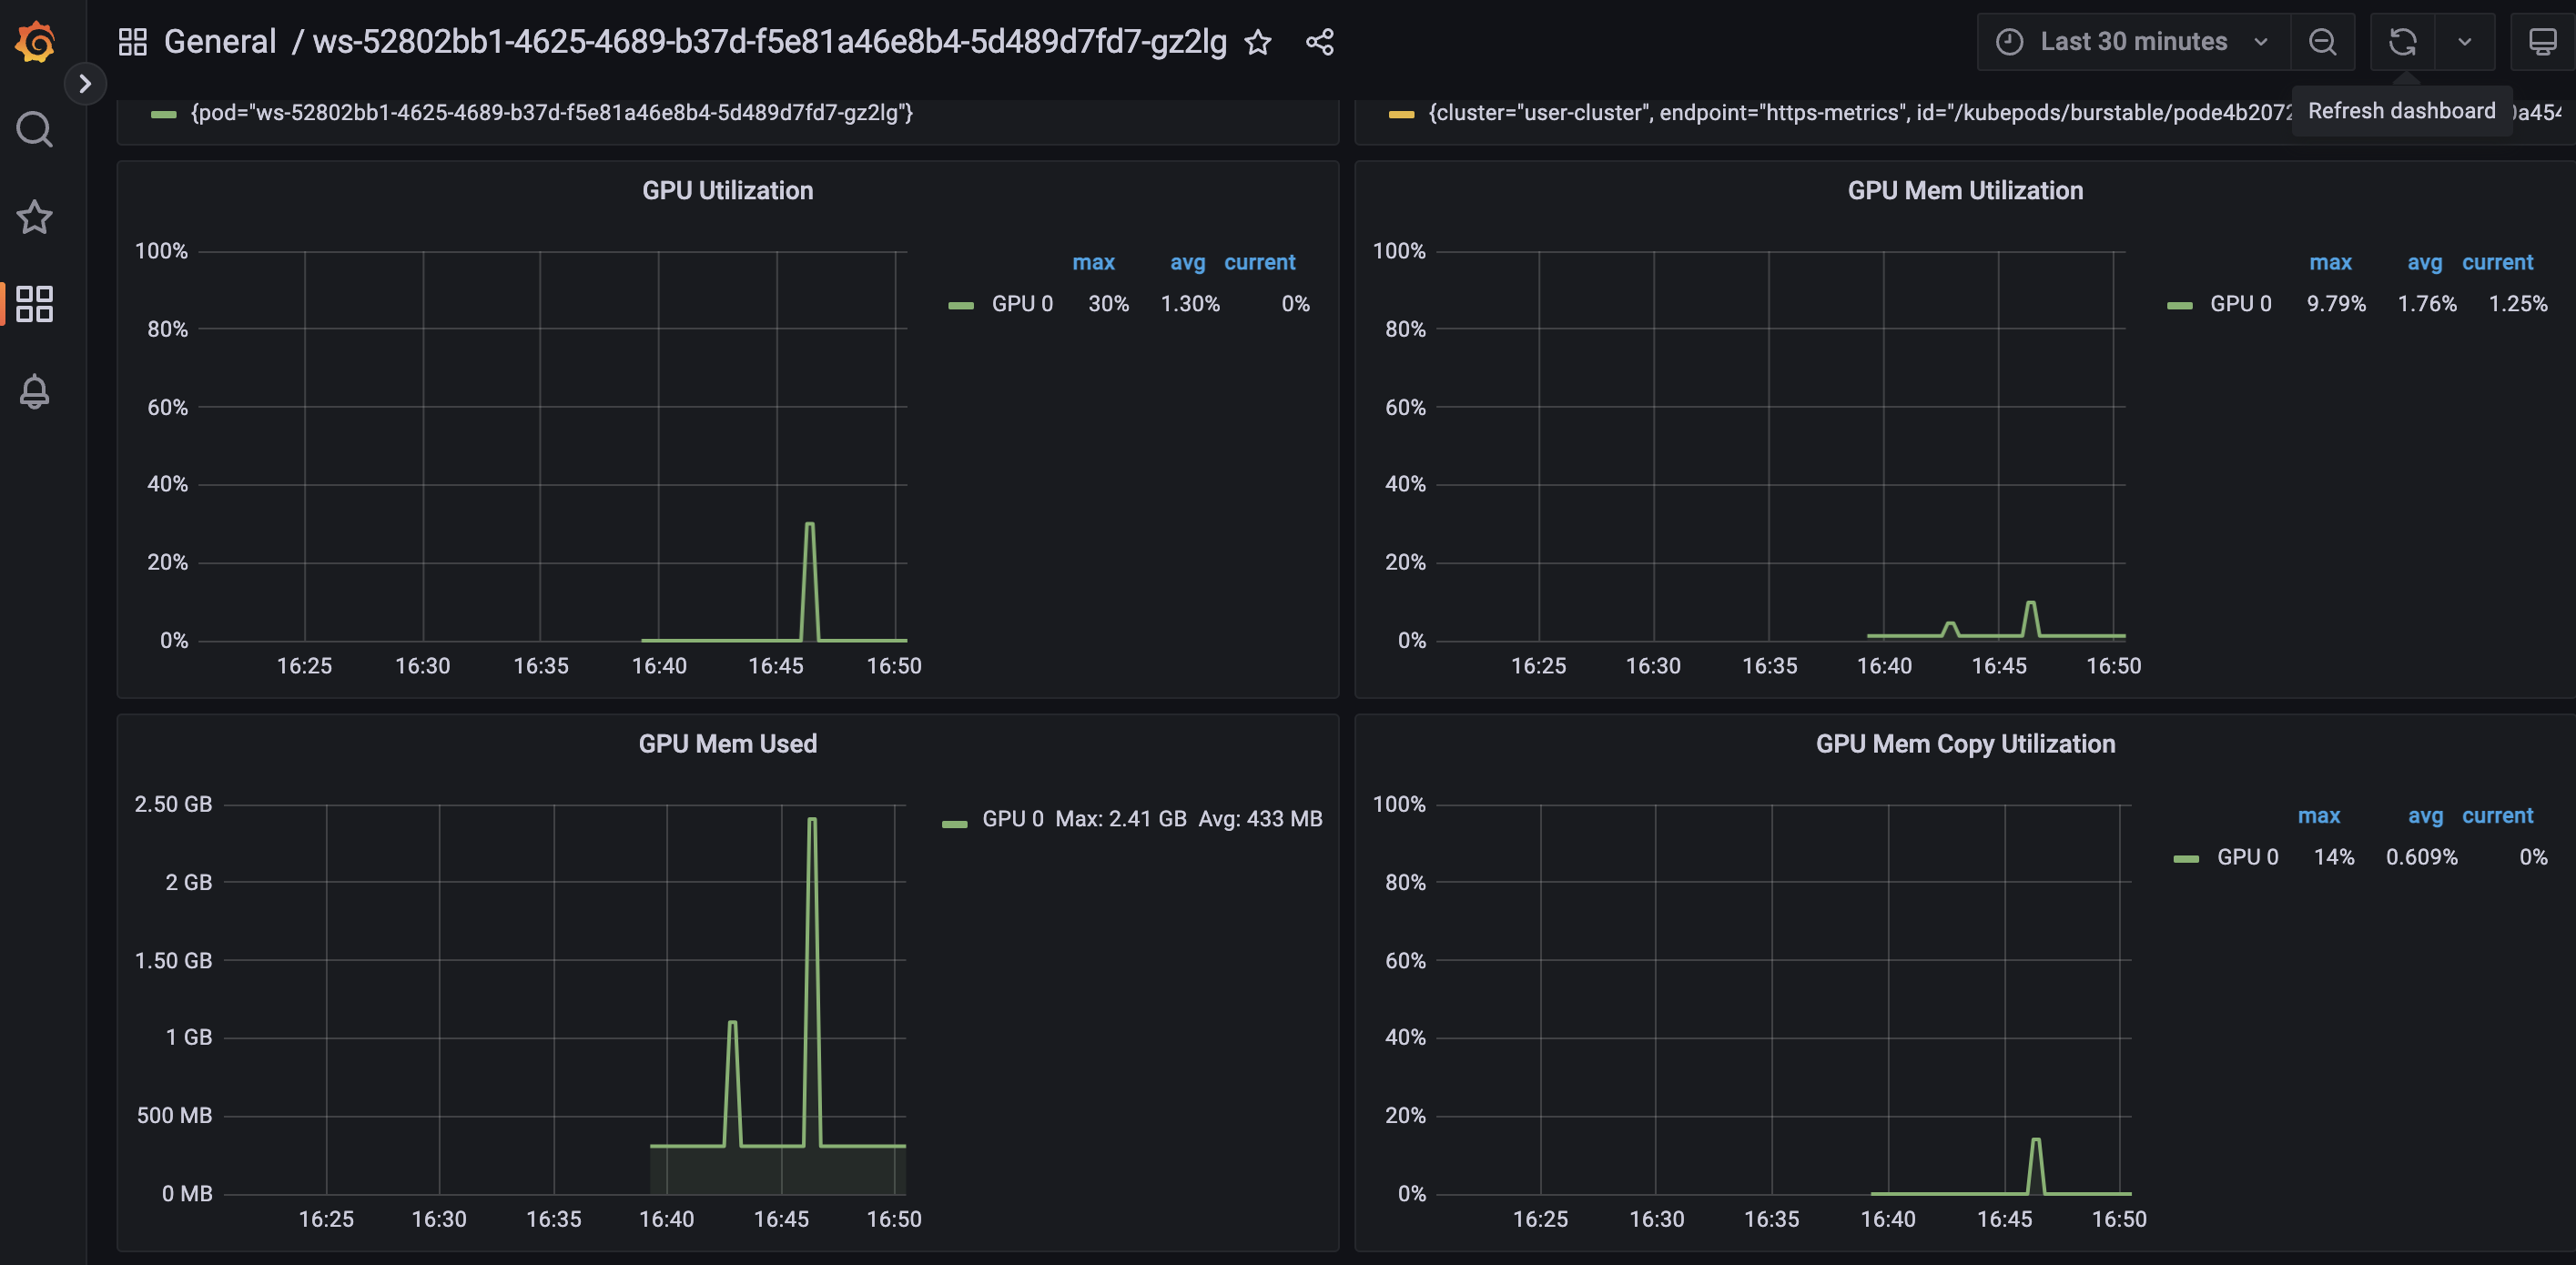 General / ws-52802bb1-4625-4689-b37d-f5e81a46e8b4-5d489d7fd7-gz2lg
Last 30 minutes
Refresh dashboard
{pod="ws-52802bb1-4625-4689-b37d-f5e81a46e8b4-5d489d7fd7-gz2lg"}
{cluster="user-cluster", endpoint="https-metrics", id="/kubepods/burstable/pode4b2072
a454
GPU Utilization
100%
80%
60%
40%
20%
0%
16:25 16:30 16:35 16:40 16:45 16:50
max avg current
GPU 0 30% 1.30% 0%
GPU Mem Utilization
100%
80%
60%
40%
20%
0%
16:25 16:30 16:35 16:40 16:45 16:50
max avg current
GPU 0 9.79% 1.76% 1.25%
GPU Mem Used
2.50 GB
2 GB
1.50 GB
1 GB
500 MB
0 MB
16:25 16:30 16:35 16:40 16:45 16:50
GPU 0 Max: 2.41 GB Avg: 433 MB
GPU Mem Copy Utilization
100%
80%
60%
40%
20%
0%
16:25 16:30 16:35 16:40 16:45 16:50
max avg current
GPU 0 14% 0.609% 0%